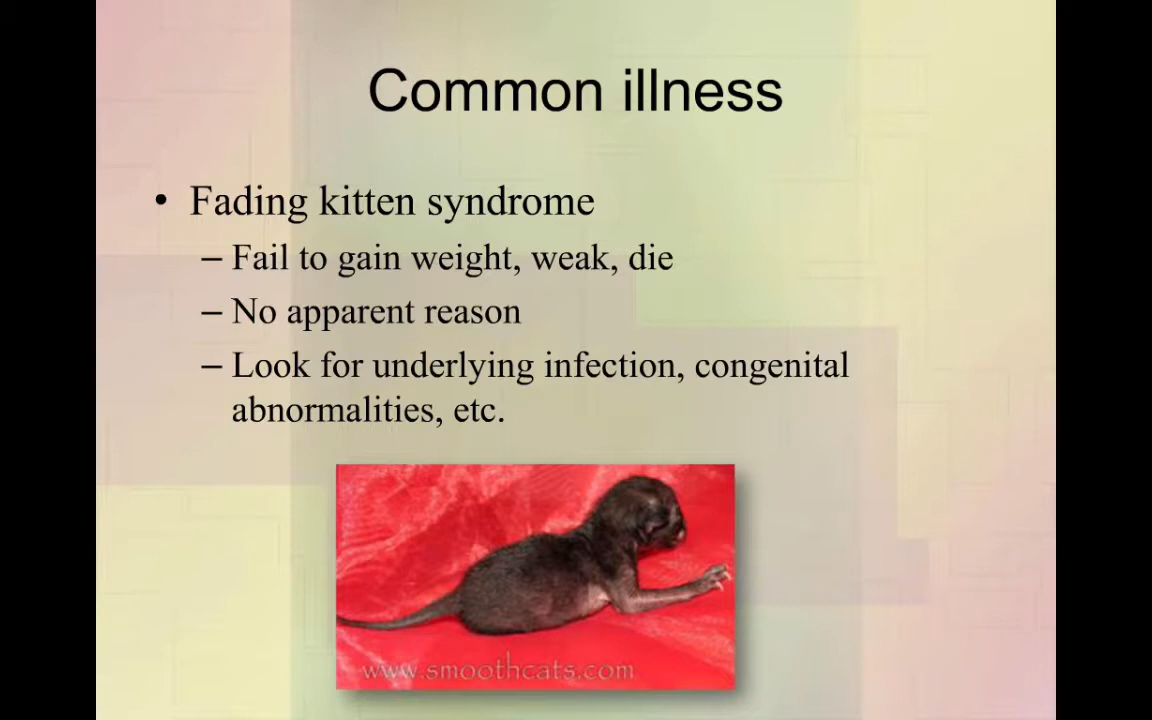 Common illness
• Fading kitten syndrome
– Fail to gain weight, weak, die
– No apparent reason
– Look for underlying infection, congenital
abnormalities, etc.
www.smoothcats.com